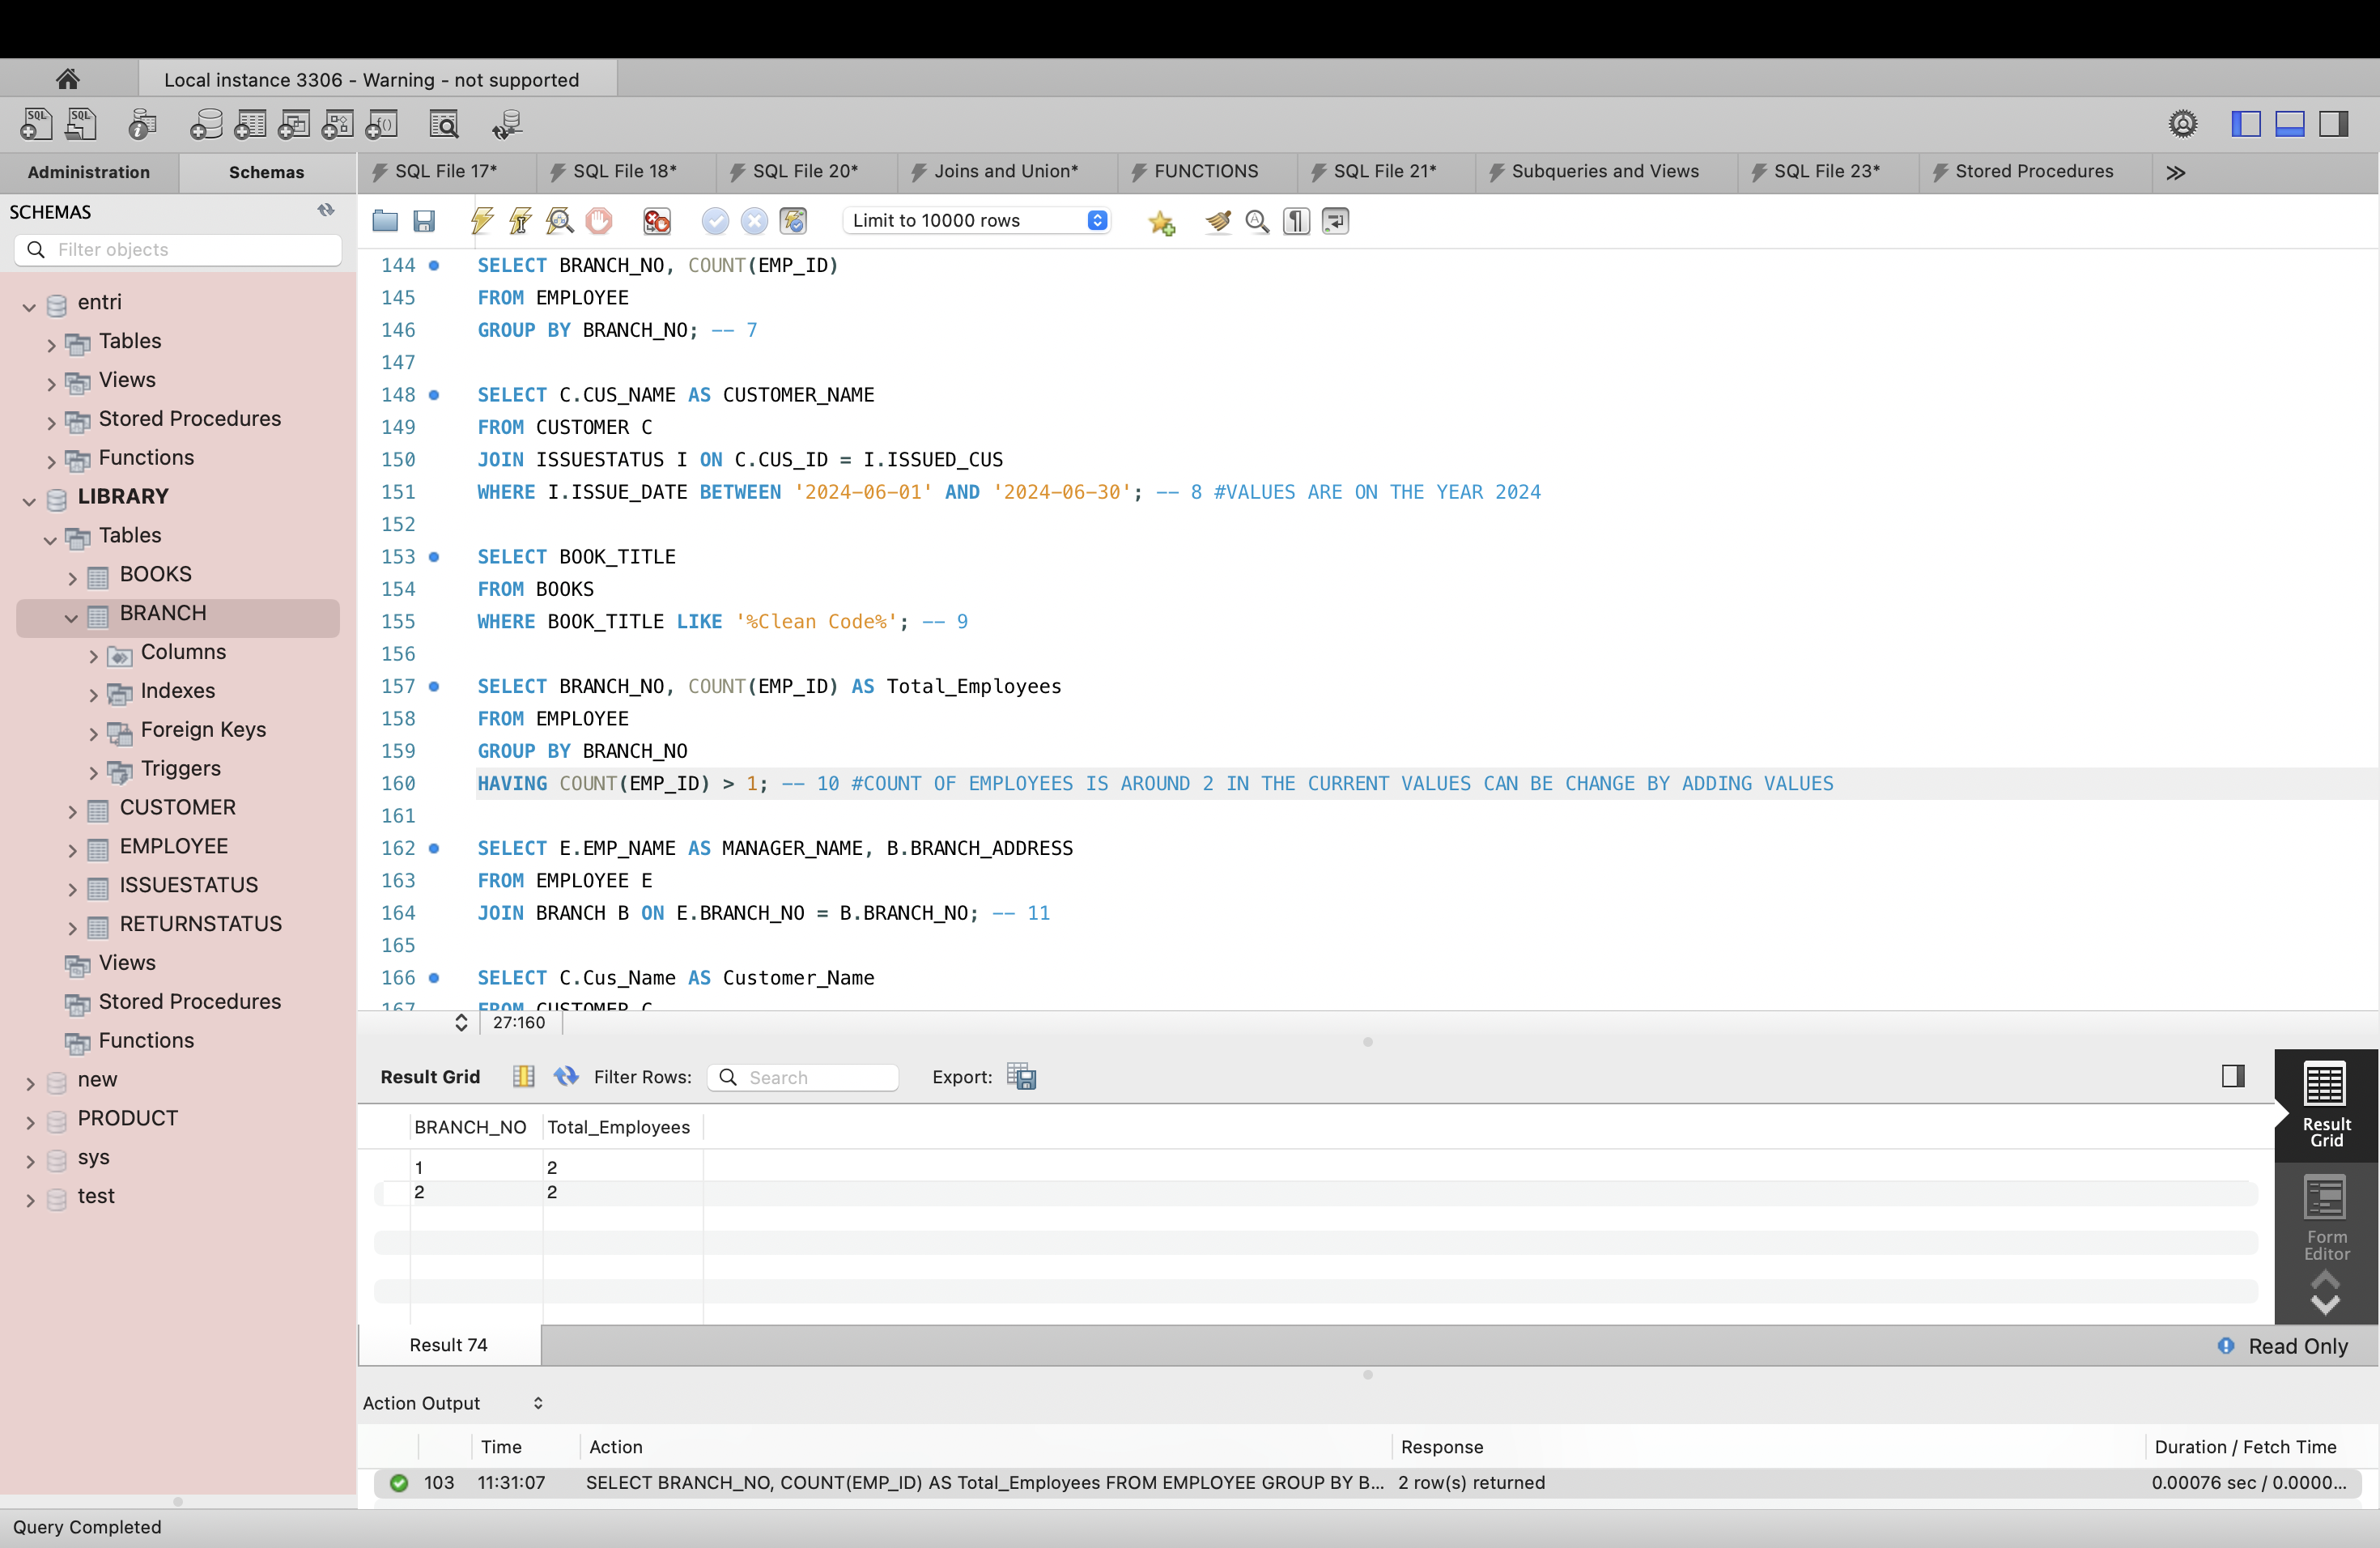 Local instance 3306 - Warning - not supported
Administration
Schemas
SQL File 17*
SQL File 18*
SQL File 20*
Joins and Union*
FUNCTIONS
SQL File 21*
Subqueries and Views
SQL File 23*
Stored Procedures
SCHEMAS
Filter objects
Limit to 10000 rows
entri
Tables
Views
Stored Procedures
Functions
LIBRARY
Tables
BOOKS
BRANCH
Columns
Indexes
Foreign Keys
Triggers
CUSTOMER
EMPLOYEE
ISSUESTATUS
RETURNSTATUS
Views
Stored Procedures
Functions
new
PRODUCT
sys
test
144 SELECT BRANCH_NO, COUNT(EMP_ID)
145 FROM EMPLOYEE
146 GROUP BY BRANCH_NO; -- 7
147
148 SELECT C.CUS_NAME AS CUSTOMER_NAME
149 FROM CUSTOMER C
150 JOIN ISSUESTATUS I ON C.CUS_ID = I.ISSUED_CUS
151 WHERE I.ISSUE_DATE BETWEEN '2024-06-01' AND '2024-06-30'; -- 8 #VALUES ARE ON THE YEAR 2024
152
153 SELECT BOOK_TITLE
154 FROM BOOKS
155 WHERE BOOK_TITLE LIKE '%Clean Code%'; -- 9
156
157 SELECT BRANCH_NO, COUNT(EMP_ID) AS Total_Employees
158 FROM EMPLOYEE
159 GROUP BY BRANCH_NO
160 HAVING COUNT(EMP_ID) > 1; -- 10 #COUNT OF EMPLOYEES IS AROUND 2 IN THE CURRENT VALUES CAN BE CHANGE BY ADDING VALUES
161
162 SELECT E.EMP_NAME AS MANAGER_NAME, B.BRANCH_ADDRESS
163 FROM EMPLOYEE E
164 JOIN BRANCH B ON E.BRANCH_NO = B.BRANCH_NO; -- 11
165
166 SELECT C.Cus_Name AS Customer_Name
167 FROM CUSTOMER C
27:160
Result Grid
Filter Rows:
Search
Export:
BRANCH_NO Total_Employees
1 2
2 2
Result Grid
Form Editor
Result 74
Read Only
Action Output
Time Action Response Duration / Fetch Time
103 11:31:07 SELECT BRANCH_NO, COUNT(EMP_ID) AS Total_Employees FROM EMPLOYEE GROUP BY B... 2 row(s) returned 0.00076 sec / 0.0000...
Query Completed